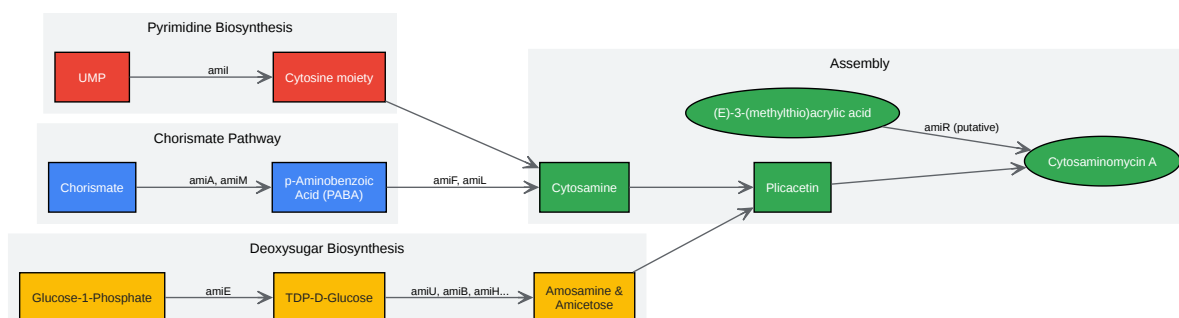 Pyrimidine Biosynthesis
UMP
amiI
Cytosine moiety
Chorismate Pathway
Chorismate
amiA, amiM
p-Aminobenzoic
Acid (PABA)
amiF, amiL
Deoxysugar Biosynthesis
Glucose-1-Phosphate
amiE
TDP-D-Glucose
amiU, amiB, amiH...
Amosamine &
Amicetose
Assembly
(E)-3-(methylthio)acrylic acid
amiR (putative)
Cytosaminomycin A
Cytosamine
Plicacetin